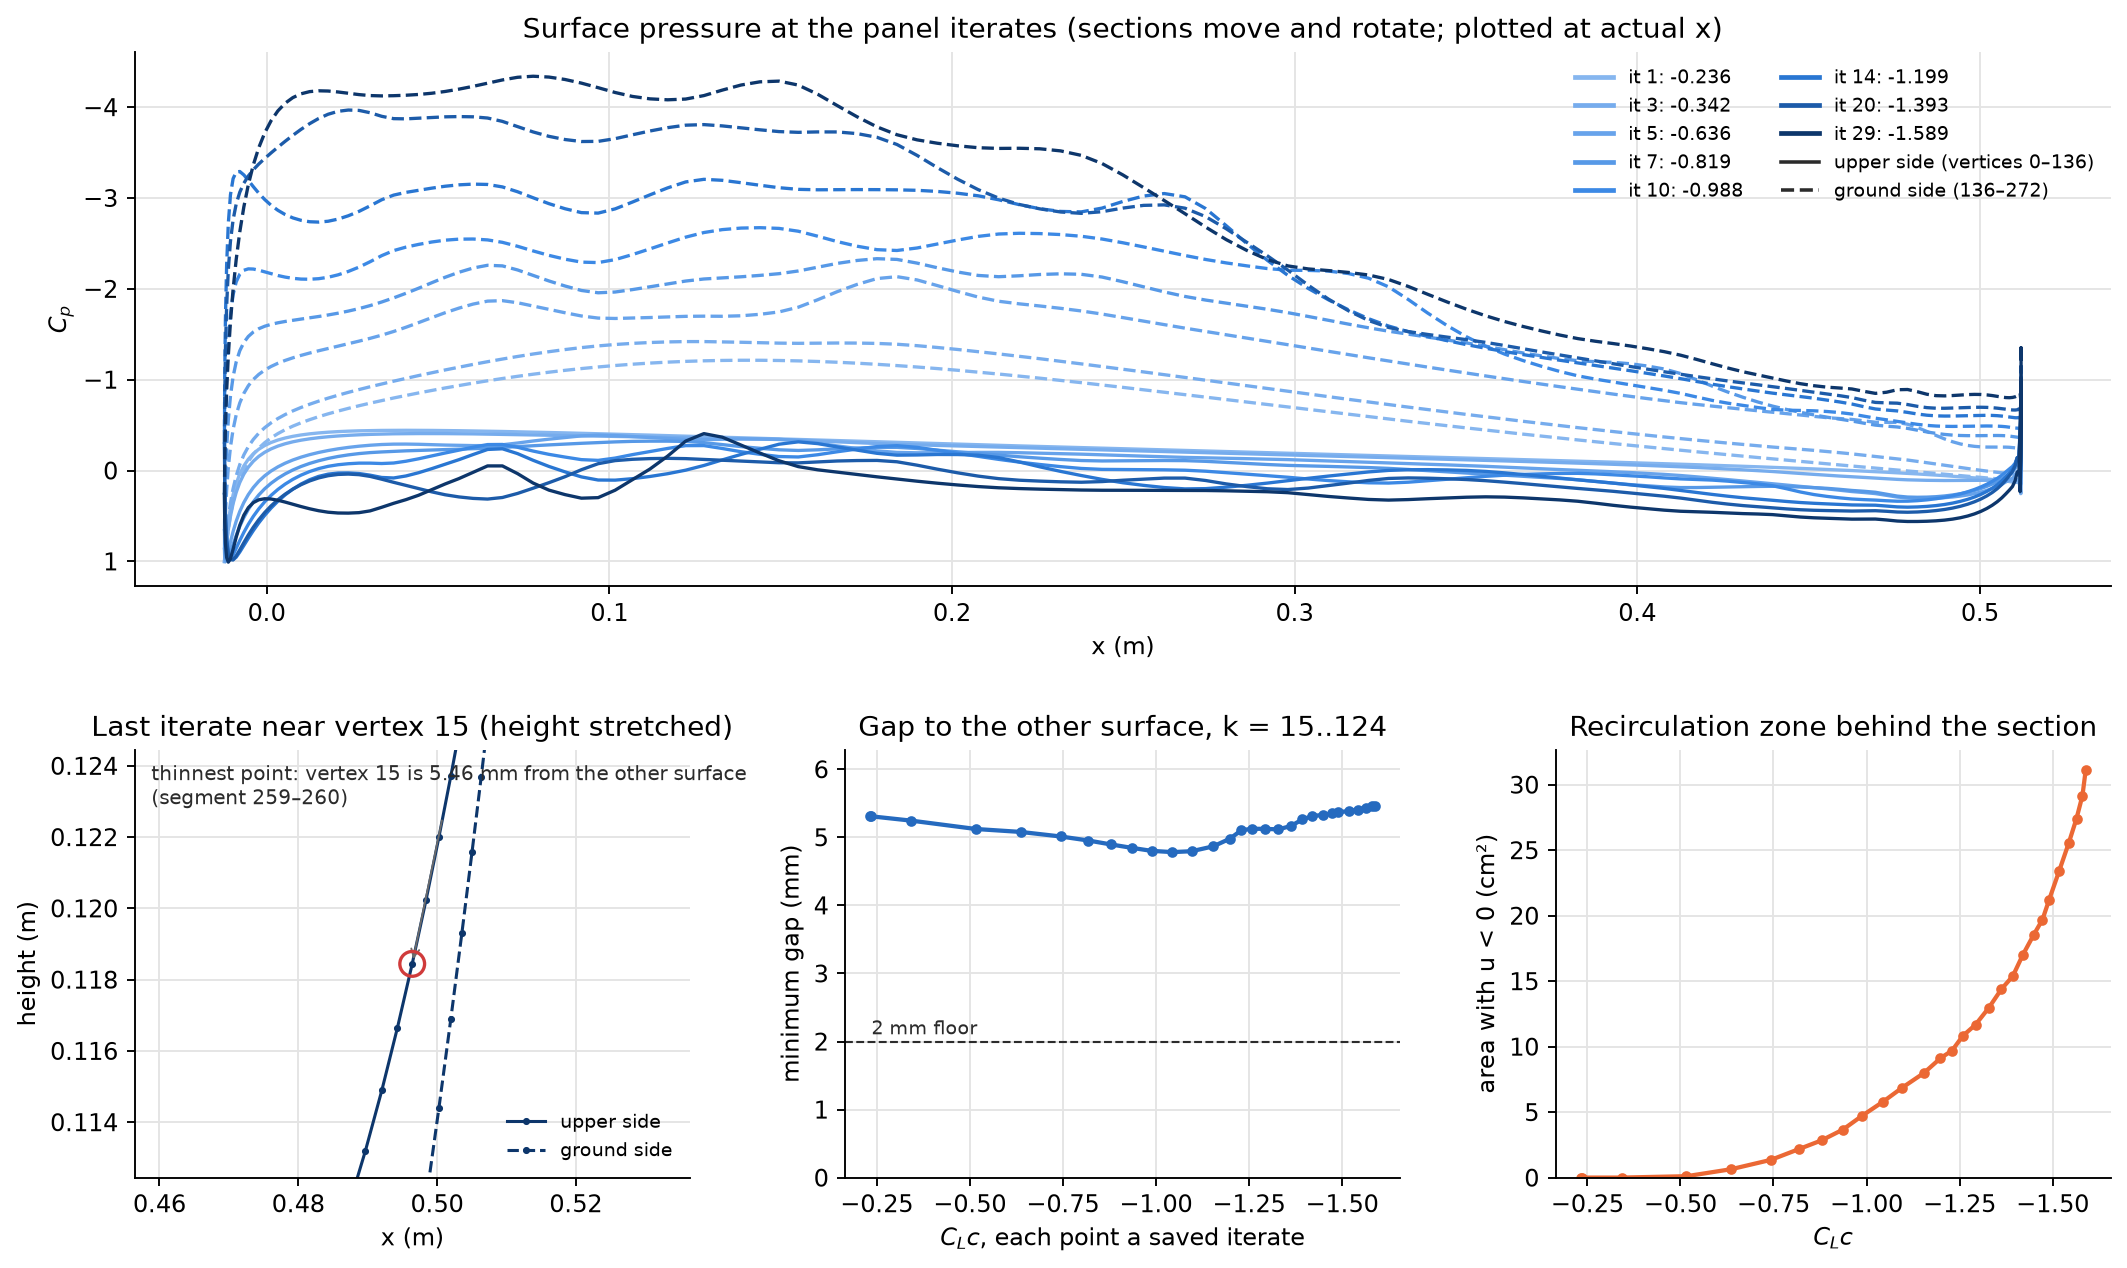 Surface pressure at the panel iterates (sections move and rotate; plotted at actual x)
it 1: -0.236
it 3: -0.342
it 5: -0.636
it 7: -0.819
it 10: -0.988
it 14: -1.199
it 20: -1.393
it 29: -1.589
upper side (vertices 0–136)
ground side (136–272)
−4
−3
−2
−1
0
1
Cp
0.0
0.1
0.2
0.3
0.4
0.5
x (m)
Last iterate near vertex 15 (height stretched)
thinnest point: vertex 15 is 5.46 mm from the other surface
(segment 259–260)
0.124
0.122
0.120
0.118
0.116
0.114
height (m)
upper side
ground side
0.46
0.48
0.50
0.52
x (m)
Gap to the other surface, k = 15..124
6
5
4
3
2
1
0
minimum gap (mm)
2 mm floor
−0.25
−0.50
−0.75
−1.00
−1.25
−1.50
CLc, each point a saved iterate
Recirculation zone behind the section
30
25
20
15
10
5
0
area with u < 0 (cm²)
−0.25
−0.50
−0.75
−1.00
−1.25
−1.50
CLc